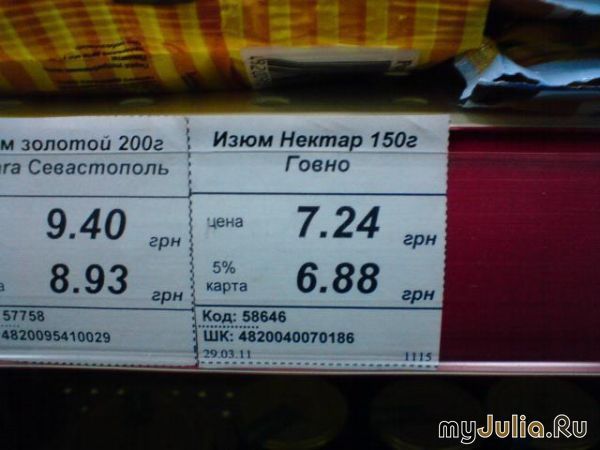 м золотой 200г
ara Севастополь
9.40 грн
а 8.93 грн
57758
4820095410029
Изюм Нектар 150г
Говно
цена 7.24 грн
5% карта 6.88 грн
Код: 58646
ШК: 4820040070186
29.03.11 1115
myJulia.Ru